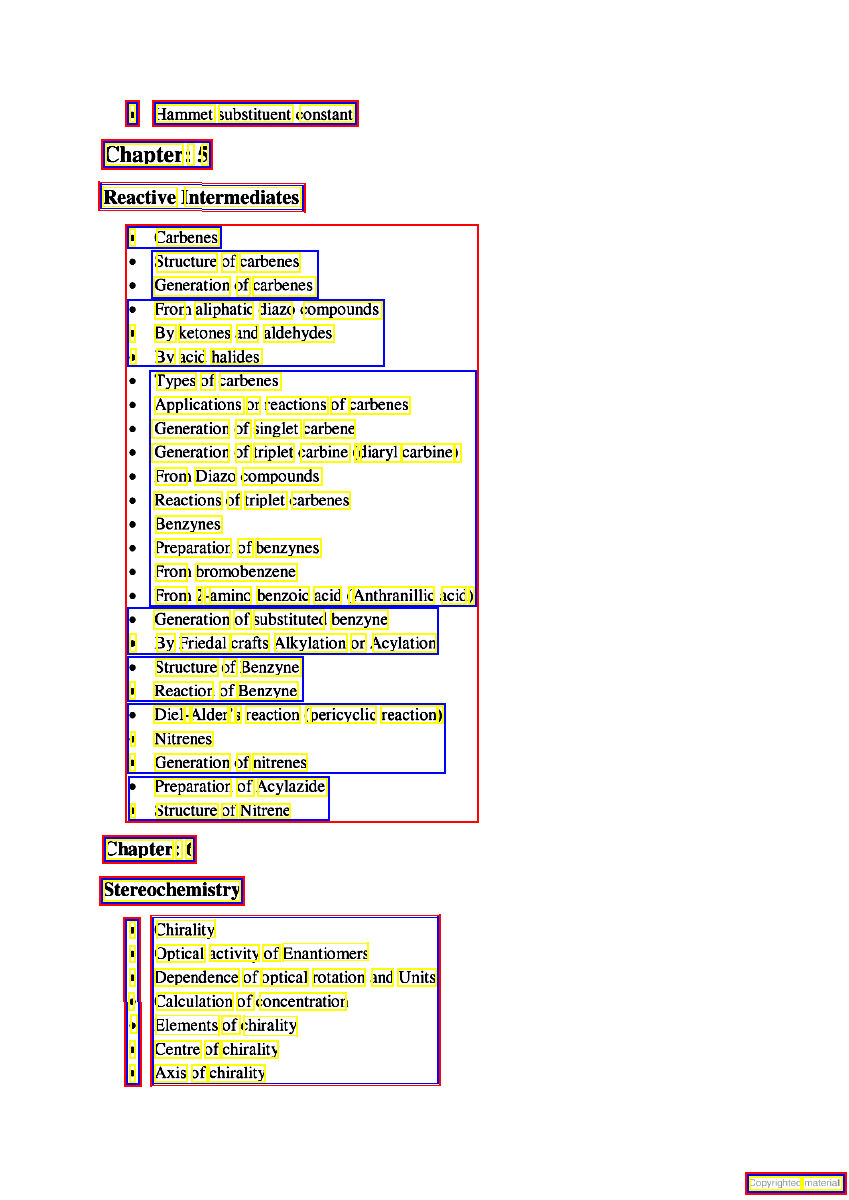 • Hammet substituent constant
Chapter: 5
Reactive Intermediates
• Carbenes
• Structure of carbenes
• Generation of carbenes
• From aliphatic diazo compounds
• By ketones and aldehydes
• By acid halides
• Types of carbenes
• Applications or reactions of carbenes
• Generation of singlet carbene
• Generation of triplet carbine (diaryl carbine)
• From Diazo compounds
• Reactions of triplet carbenes
• Benzynes
• Preparation of benzynes
• From bromobenzene
• From 2-amino benzoic acid (Anthranillic acid)
• Generation of substituted benzyne
• By Friedal crafts Alkylation or Acylation
• Structure of Benzyne
• Reaction of Benzyne
• Diel-Alder's reaction (pericyclic reaction)
• Nitrenes
• Generation of nitrenes
• Preparation of Acylazide
• Structure of Nitrene
Chapter: 6
Stereochemistry
• Chirality
• Optical activity of Enantiomers
• Dependence of optical rotation and Units
• Calculation of concentration
• Elements of chirality
• Centre of chirality
• Axis of chirality
Copyrighted material